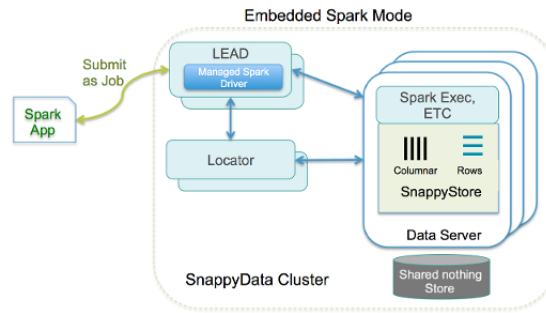 Embedded Spark Mode
LEAD
Managed Spark
Driver
Submit
as Job
Spark
App
Locator
Spark Exec,
ETC
Columnar
Rows
SnappyStore
Data Server
SnappyData Cluster
Shared nothing
Store